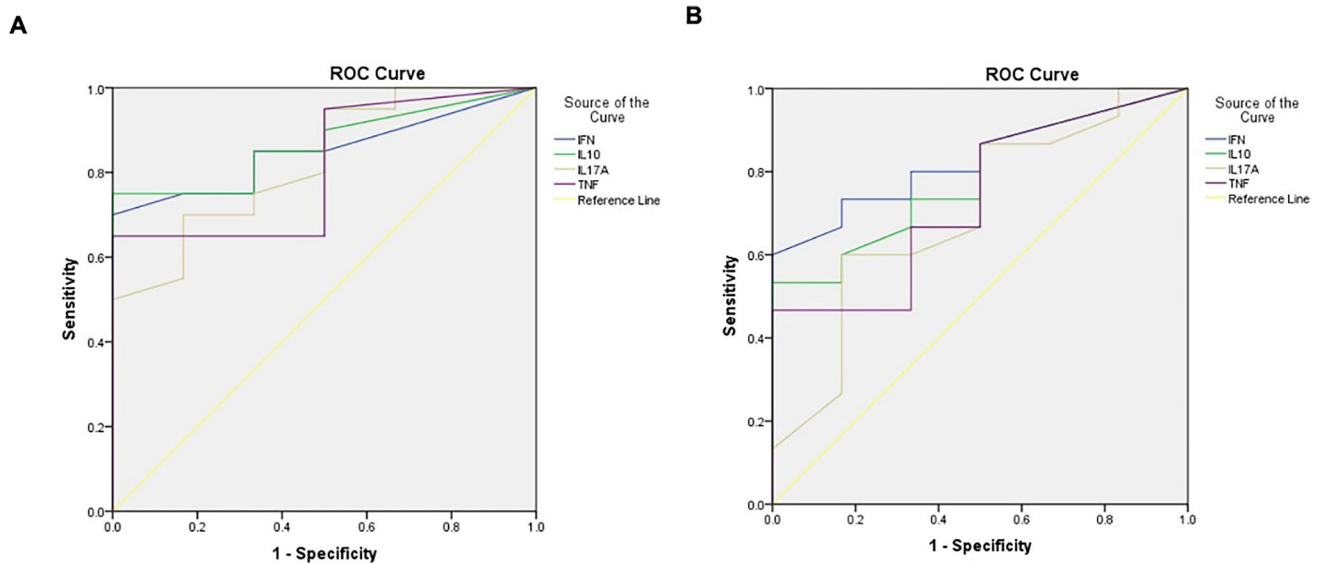 A
ROC Curve
1.0
0.8
0.6
0.4
0.2
0.0
0.0 0.2 0.4 0.6 0.8 1.0
Sensitivity
1 - Specificity
Source of the
Curve
IFN
IL10
IL17A
TNF
Reference Line
B
ROC Curve
1.0
0.8
0.6
0.4
0.2
0.0
0.0 0.2 0.4 0.6 0.8 1.0
Sensitivity
1 - Specificity
Source of the
Curve
IFN
IL10
IL17A
TNF
Reference Line